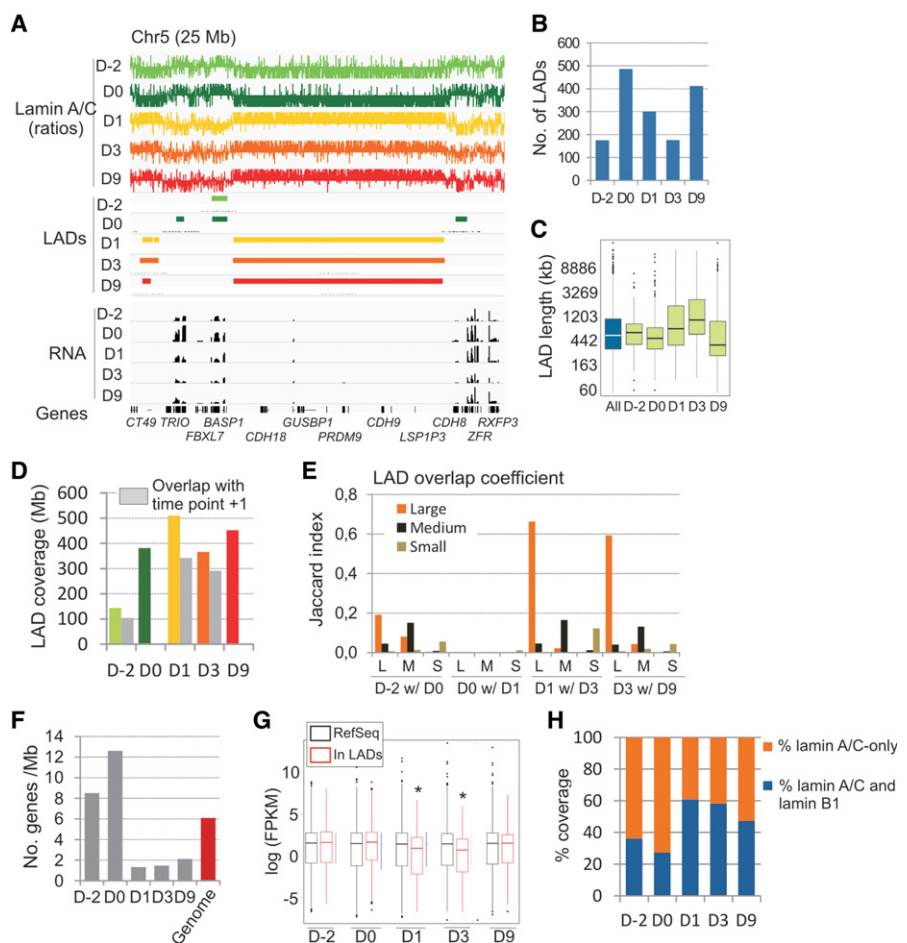 A
Chr5 (25 Mb)
Lamin A/C
(ratios)
D-2
D0
D1
D3
D9
LADs
D-2
D0
D1
D3
D9
RNA
D-2
D0
D1
D3
D9
Genes
CT49 TRIO BASP1 GUSBP1 CDH9 CDH8 RXFP3
FBXL7 CDH18 PRDM9 LSP1P3 ZFR
B
No. of LADs
600
500
400
300
200
100
0
D-2 D0 D1 D3 D9
C
LAD length (kb)
8886
3269
1203
442
163
60
All D-2 D0 D1 D3 D9
D
Overlap with
time point +1
LAD coverage (Mb)
600
500
400
300
200
100
0
D-2 D0 D1 D3 D9
E
LAD overlap coefficient
Large
Medium
Small
Jaccard index
0,8
0,6
0,4
0,2
0,0
L M S L M S L M S L M S
D-2 w/ D0 D0 w/ D1 D1 w/ D3 D3 w/ D9
F
No. genes /Mb
14
12
10
8
6
4
2
0
D-2 D0 D1 D3 D9 Genome
G
RefSeq
In LADs
log (FPKM)
10
5
0
-5
* *
D-2 D0 D1 D3 D9
H
% coverage
100
80
60
40
20
0
D-2 D0 D1 D3 D9
% lamin A/C-only
% lamin A/C and
lamin B1